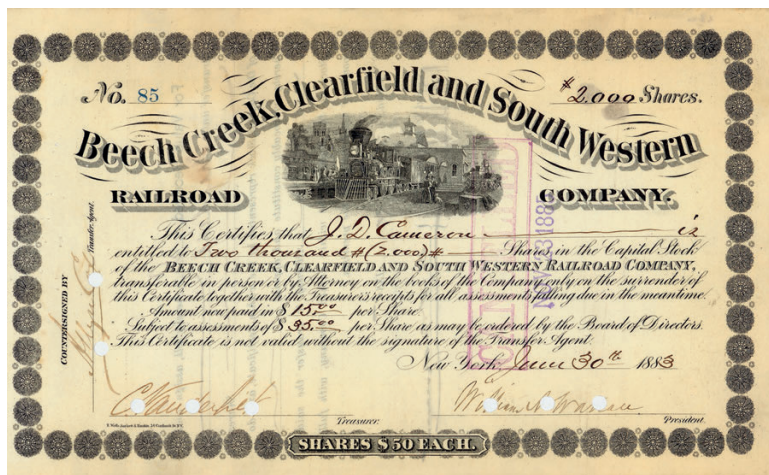 No. 85
#2.000 Shares.
Beech Creek, Clearfield and South Western
RAILROAD COMPANY.
This Certifies, that J. D. Cameron is
entitled to Two thousand #(2.000)# Shares in the Capital Stock
of the BEECH CREEK, CLEARFIELD AND SOUTH WESTERN RAILROAD COMPANY,
transferable in person or by Attorney on the books of the Company only on the surrender of
this Certificate together with the Treasurers receipts for all assessments falling due in the meantime.
Amount now paid in $15.00 per Share
Subject to assessments of $35.00 per Share as may be ordered by the Board of Directors.
This Certificate is not valid without the signature of the Transfer Agent.
New York, June 30th 1883
COUNTERSIGNED BY
Transfer Agent.
C. Vanderbilt
Treasurer.
President.
SHARES $50 EACH.